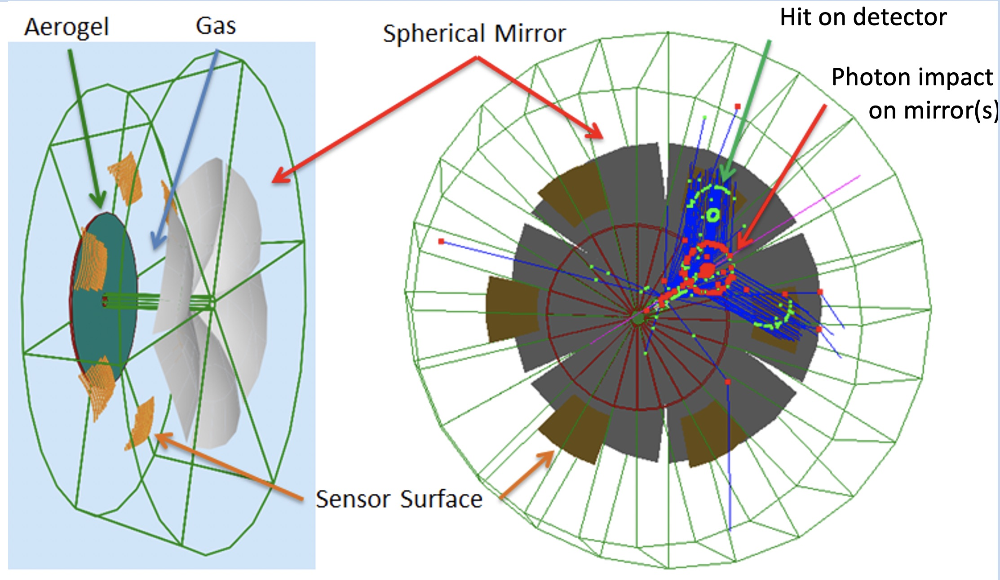 Aerogel
Gas
Spherical Mirror
Hit on detector
Photon impact
on mirror(s)
Sensor Surface